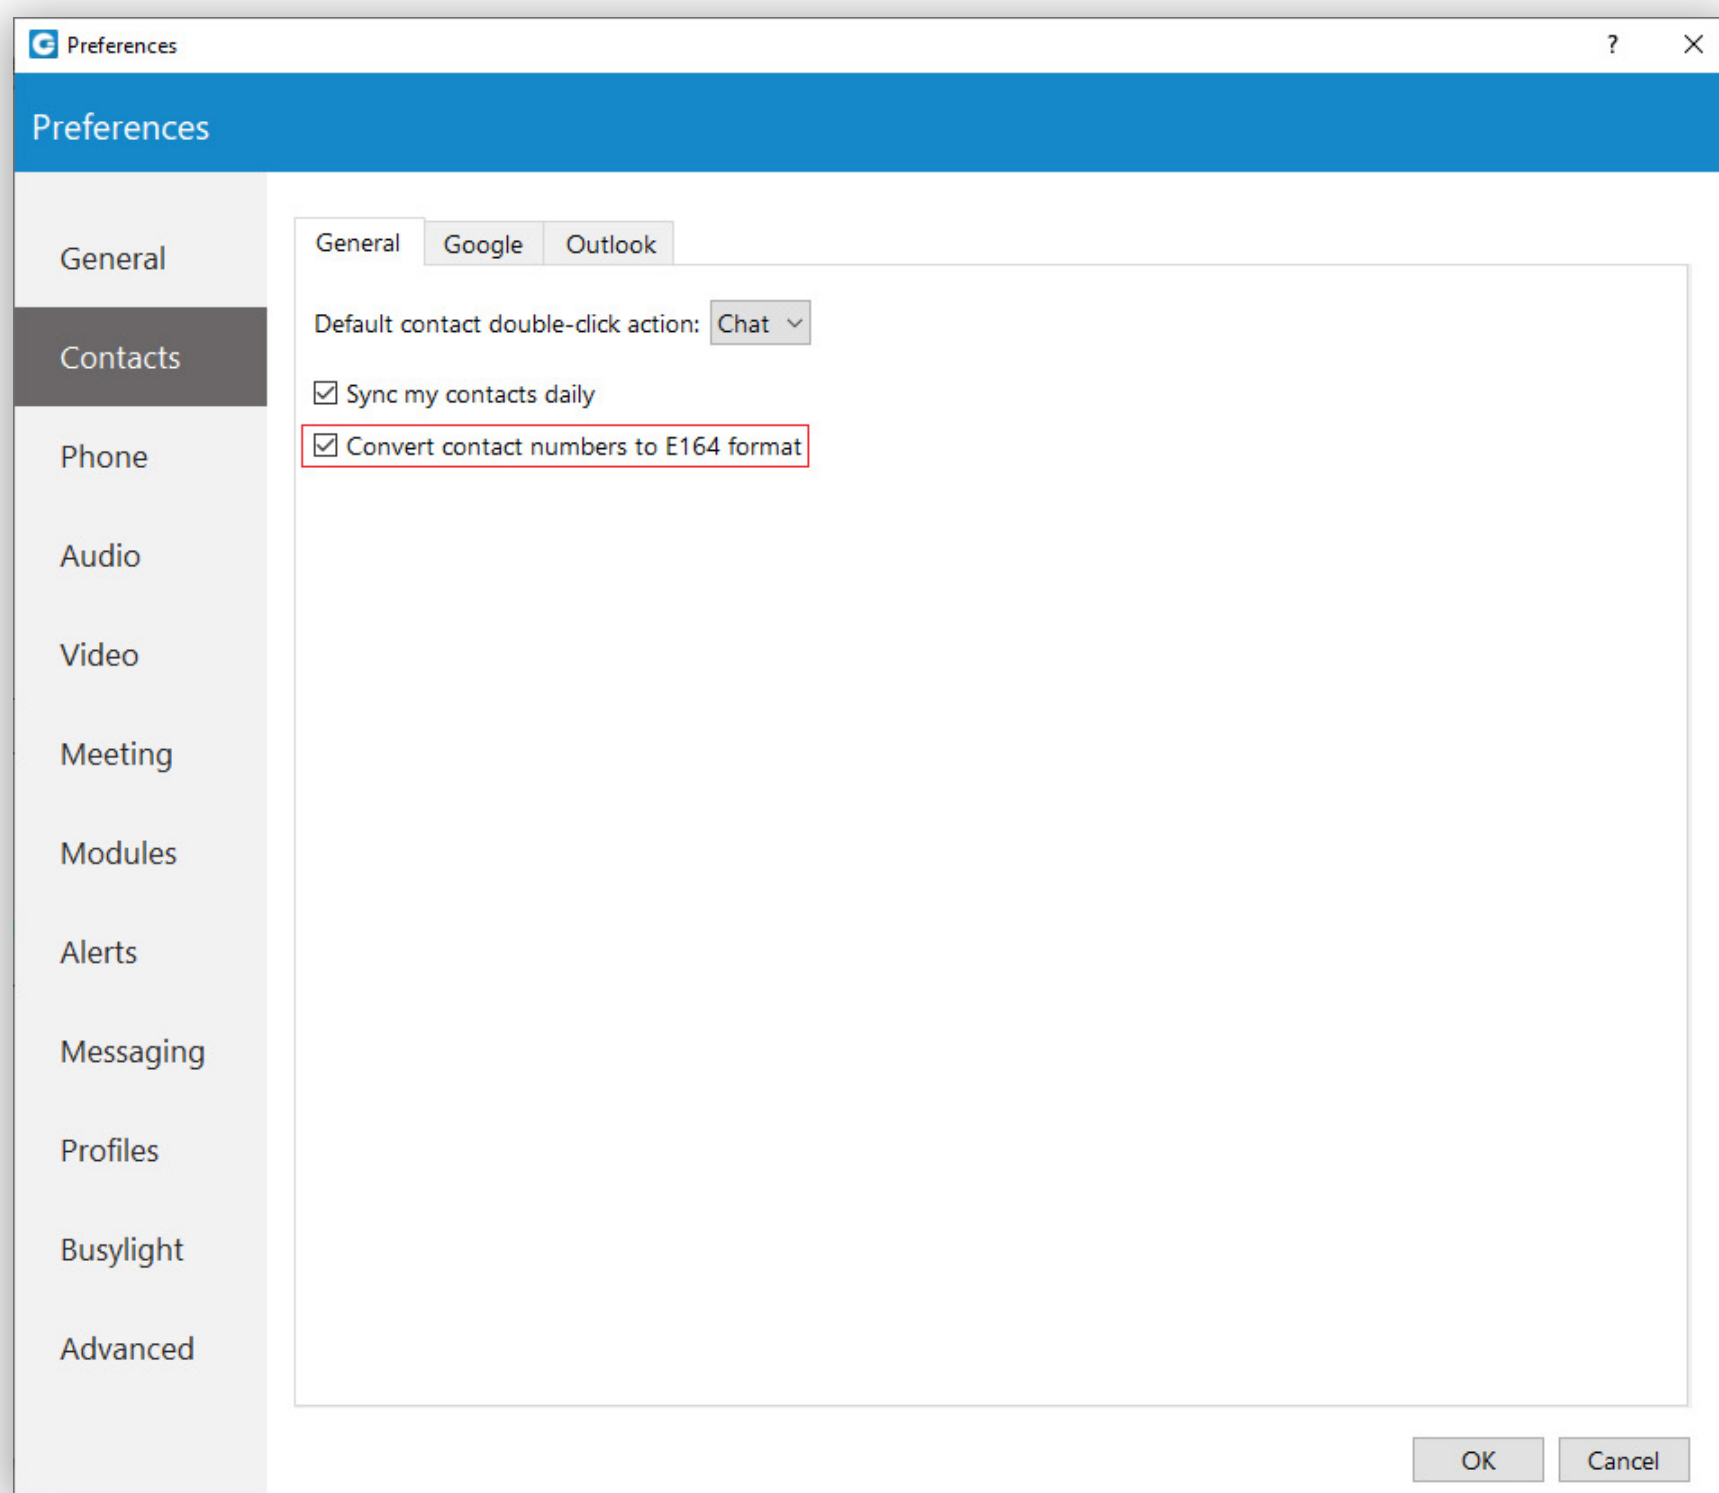 Preferences
?
Preferences
General
Contacts
Phone
Audio
Video
Meeting
Modules
Alerts
Messaging
Profiles
Busylight
Advanced
General Google Outlook
Default contact double-click action: Chat
Sync my contacts daily
Convert contact numbers to E164 format
OK Cancel